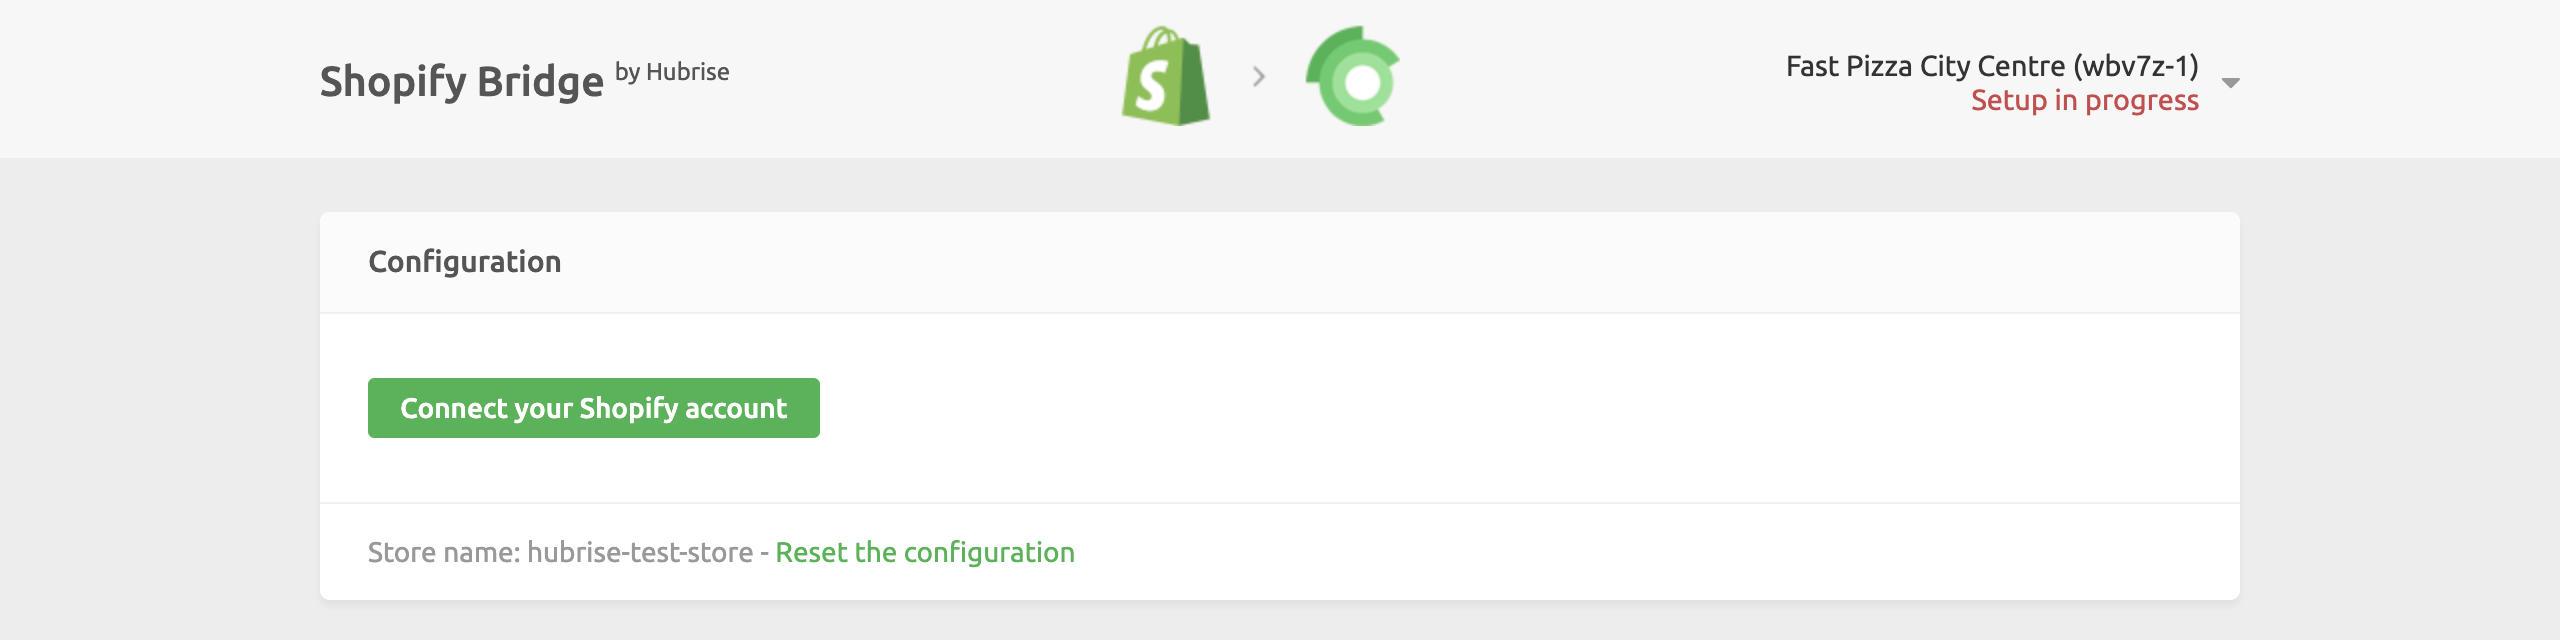 Shopify Bridge by Hubrise
Fast Pizza City Centre (wbv7z-1)
Setup in progress
Configuration
Connect your Shopify account
Store name: hubrise-test-store - Reset the configuration